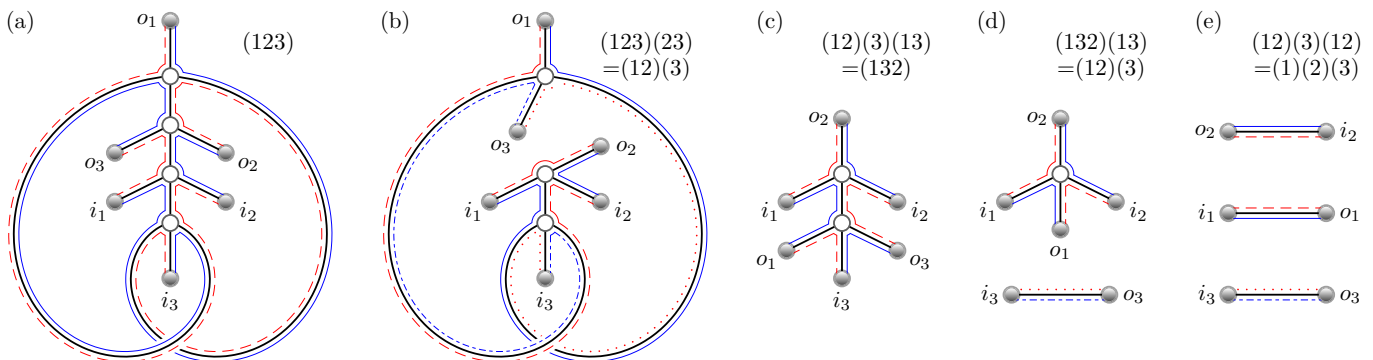 (a)
o₁
(123)
o₃
o₂
i₁
i₂
i₃
(b)
o₁
(123)(23)
=(12)(3)
o₃
o₂
i₁
i₂
i₃
(c)
(12)(3)(13)
=(132)
o₂
i₁
i₂
o₁
o₃
i₃
(d)
(132)(13)
=(12)(3)
o₂
i₁
i₂
o₁
i₃
o₃
(e)
(12)(3)(12)
=(1)(2)(3)
o₂
i₂
i₁
o₁
i₃
o₃